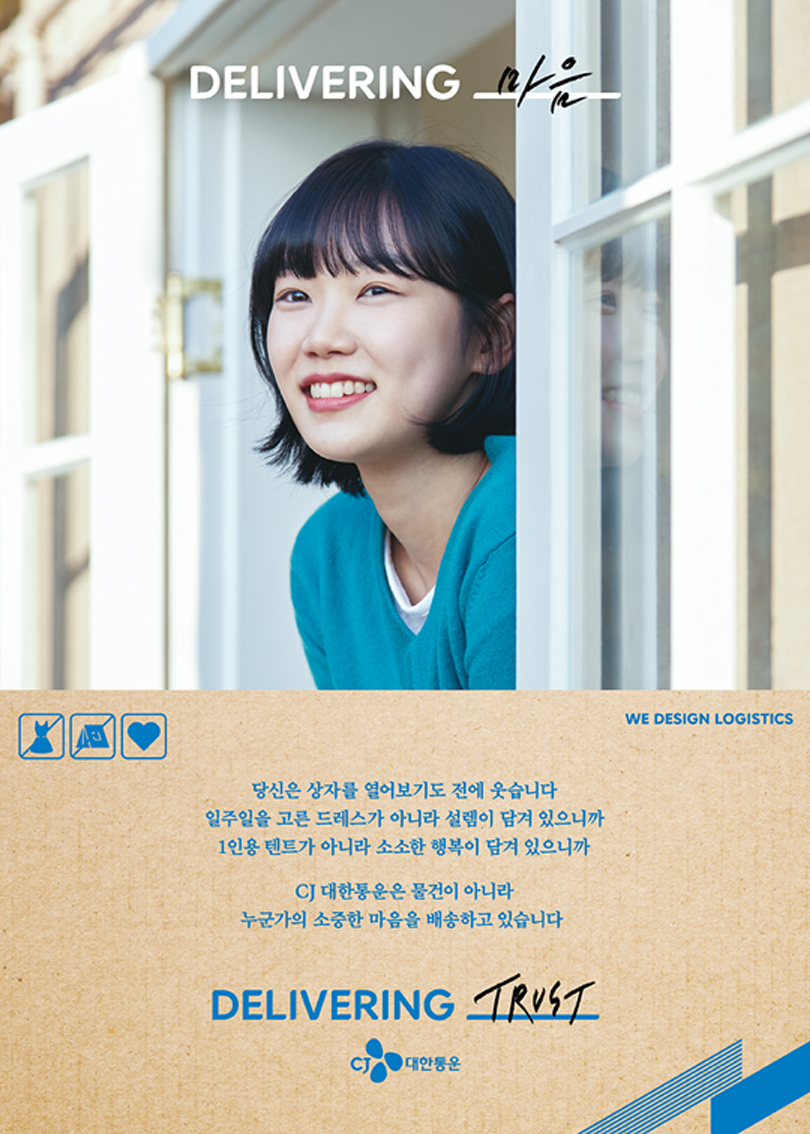 DELIVERING 마음
WE DESIGN LOGISTICS
당신은 상자를 열어보기도 전에 웃습니다
일주일을 고른 드레스가 아니라 설렘이 담겨 있으니까
1인용 텐트가 아니라 소소한 행복이 담겨 있으니까
CJ 대한통운은 물건이 아니라
누군가의 소중한 마음을 배송하고 있습니다
DELIVERING TRUST
CJ 대한통운